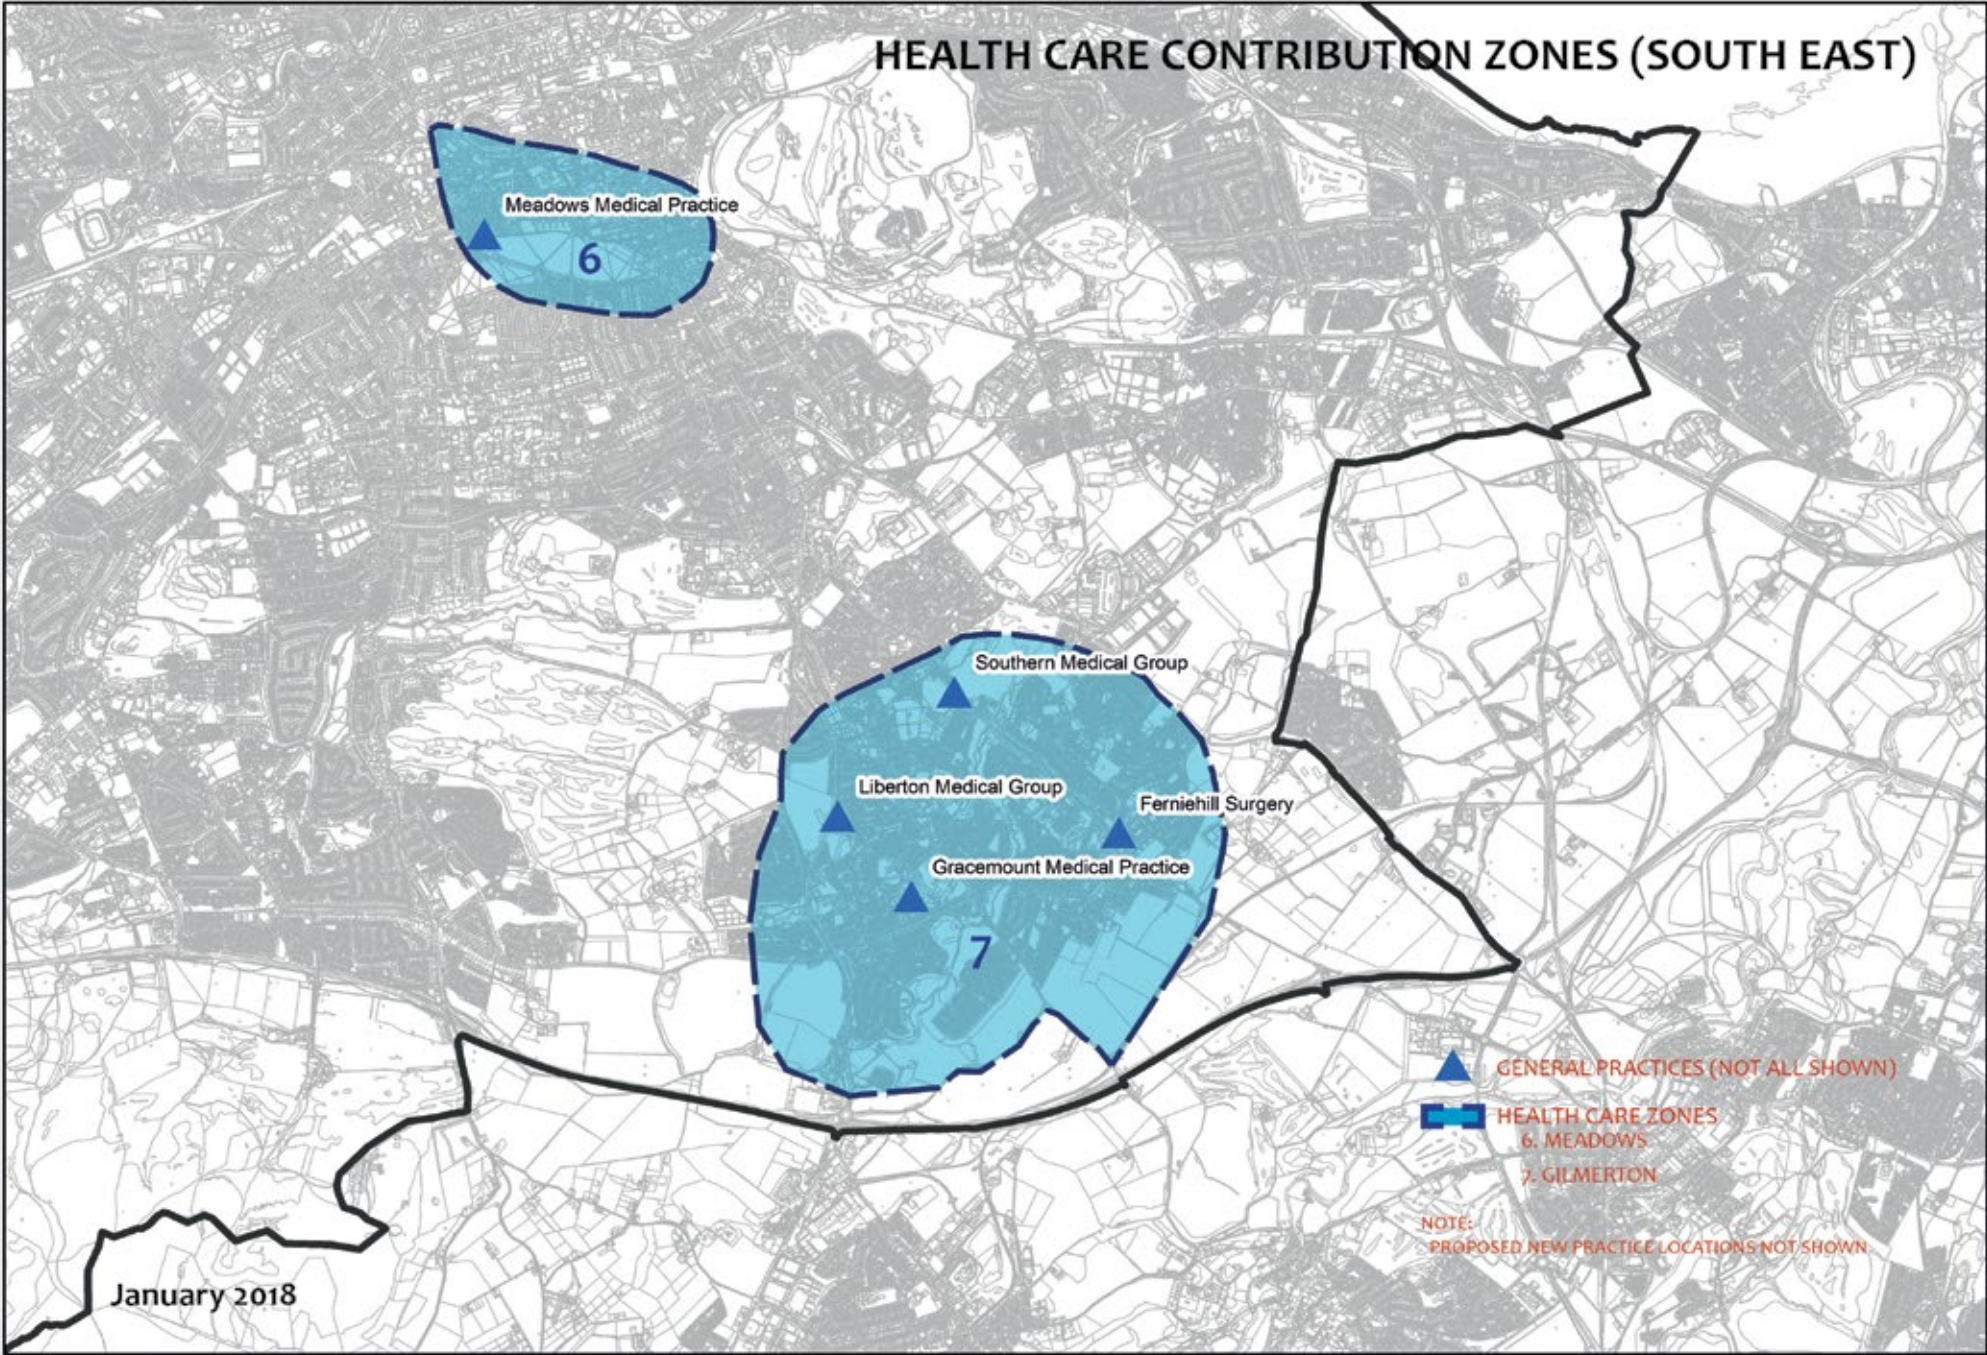 HEALTH CARE CONTRIBUTION ZONES (SOUTH EAST)
Meadows Medical Practice
6
Southern Medical Group
Liberton Medical Group
Ferniehill Surgery
Gracemount Medical Practice
7
GENERAL PRACTICES (NOT ALL SHOWN)
HEALTH CARE ZONES
6. MEADOWS
7. GILMERTON
NOTE:
PROPOSED NEW PRACTICE LOCATIONS NOT SHOWN
January 2018